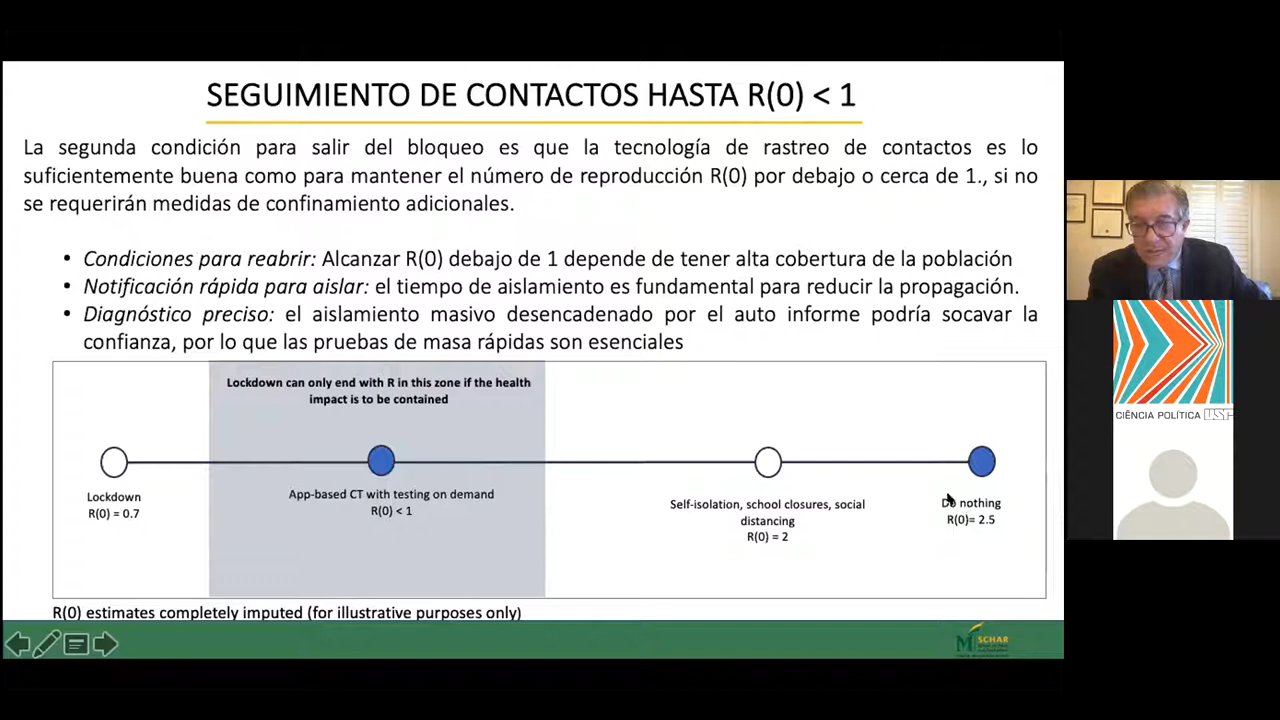 SEGUIMIENTO DE CONTACTOS HASTA R(0) < 1
La segunda condición para salir del bloqueo es que la tecnología de rastreo de contactos es lo
suficientemente buena como para mantener el número de reproducción R(0) por debajo o cerca de 1., si no
se requerirán medidas de confinamiento adicionales.
• Condiciones para reabrir: Alcanzar R(0) debajo de 1 depende de tener alta cobertura de la población
• Notificación rápida para aislar: el tiempo de aislamiento es fundamental para reducir la propagación.
• Diagnóstico preciso: el aislamiento masivo desencadenado por el auto informe podría socavar la
confianza, por lo que las pruebas de masa rápidas son esenciales
Lockdown can only end with R in this zone if the health
impact is to be contained
Lockdown
R(0) = 0.7
App-based CT with testing on demand
R(0) < 1
Self-isolation, school closures, social
distancing
R(0) = 2
Do nothing
R(0)= 2.5
R(0) estimates completely imputed (for illustrative purposes only)
SCHAR
CIÊNCIA POLÍTICA USP